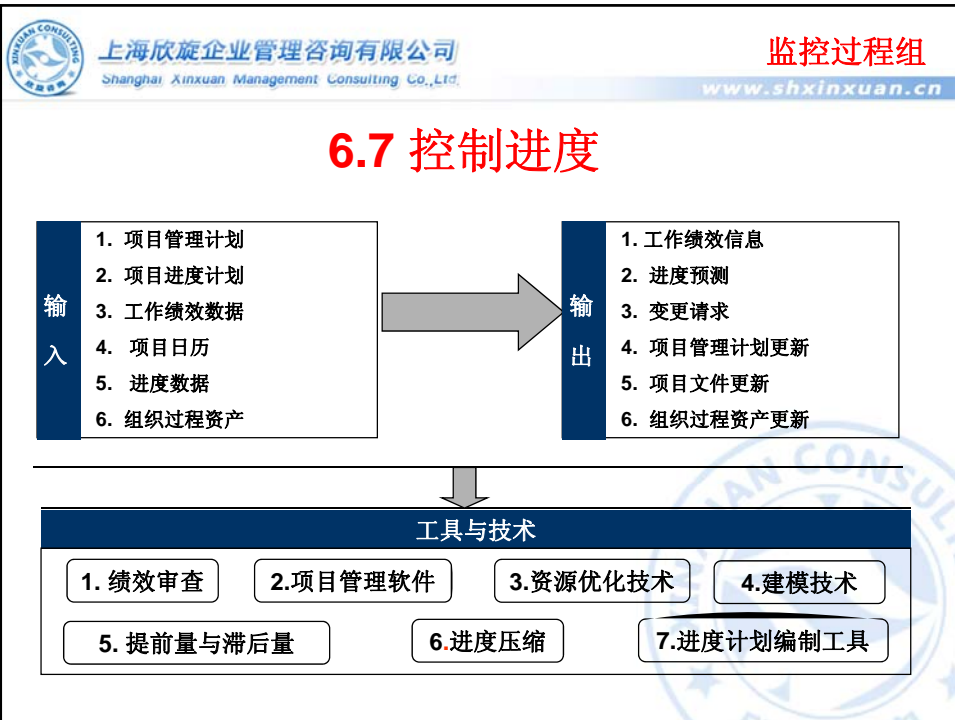 上海欣旋企业管理咨询有限公司
Shanghai Xinxuan Management Consulting Co.,Ltd.
监控过程组
www.shxinxuan.cn
6.7 控制进度
输入
1. 项目管理计划
2. 项目进度计划
3. 工作绩效数据
4. 项目日历
5. 进度数据
6. 组织过程资产
输出
1. 工作绩效信息
2. 进度预测
3. 变更请求
4. 项目管理计划更新
5. 项目文件更新
6. 组织过程资产更新
工具与技术
1. 绩效审查
2.项目管理软件
3.资源优化技术
4.建模技术
5. 提前量与滞后量
6.进度压缩
7.进度计划编制工具